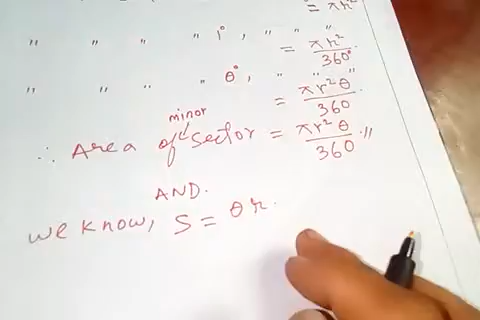 = πr²
" " " " 1°, " " " = πr²/360°
" " " " θ°, " " " = πr²θ/360
∴ Area of minor sector = πr²θ/360 .//
AND.
we know, S = θr.